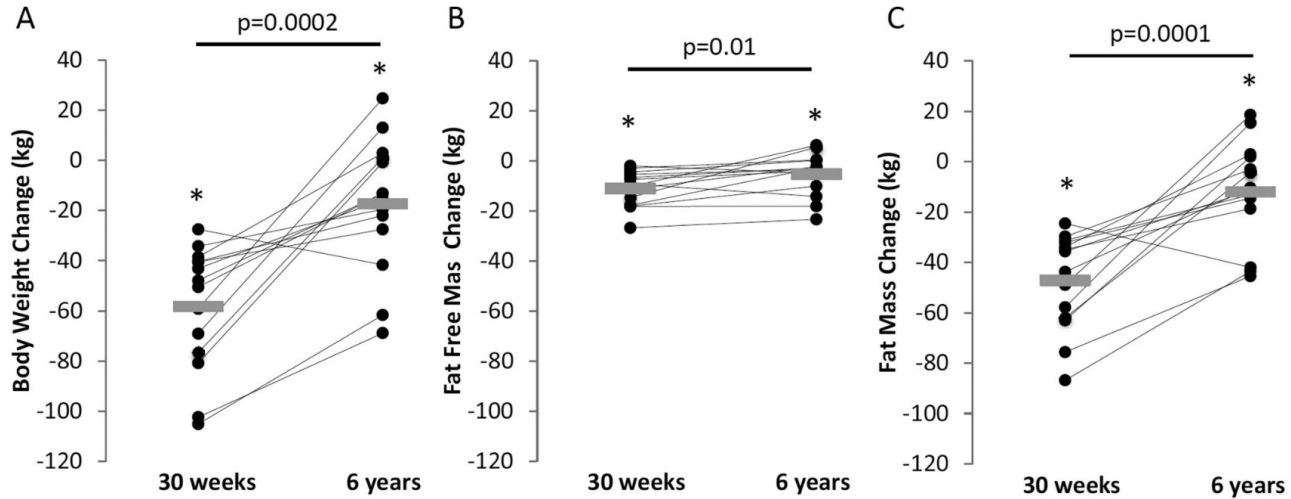 A
p=0.0002
Body Weight Change (kg)
40
20
0
-20
-40
-60
-80
-100
-120
*
*
30 weeks
6 years
B
p=0.01
Fat Free Mas Change (kg)
40
20
0
-20
-40
-60
-80
-100
-120
*
*
30 weeks
6 years
C
p=0.0001
Fat Mass Change (kg)
40
20
0
-20
-40
-60
-80
-100
-120
*
*
30 weeks
6 years